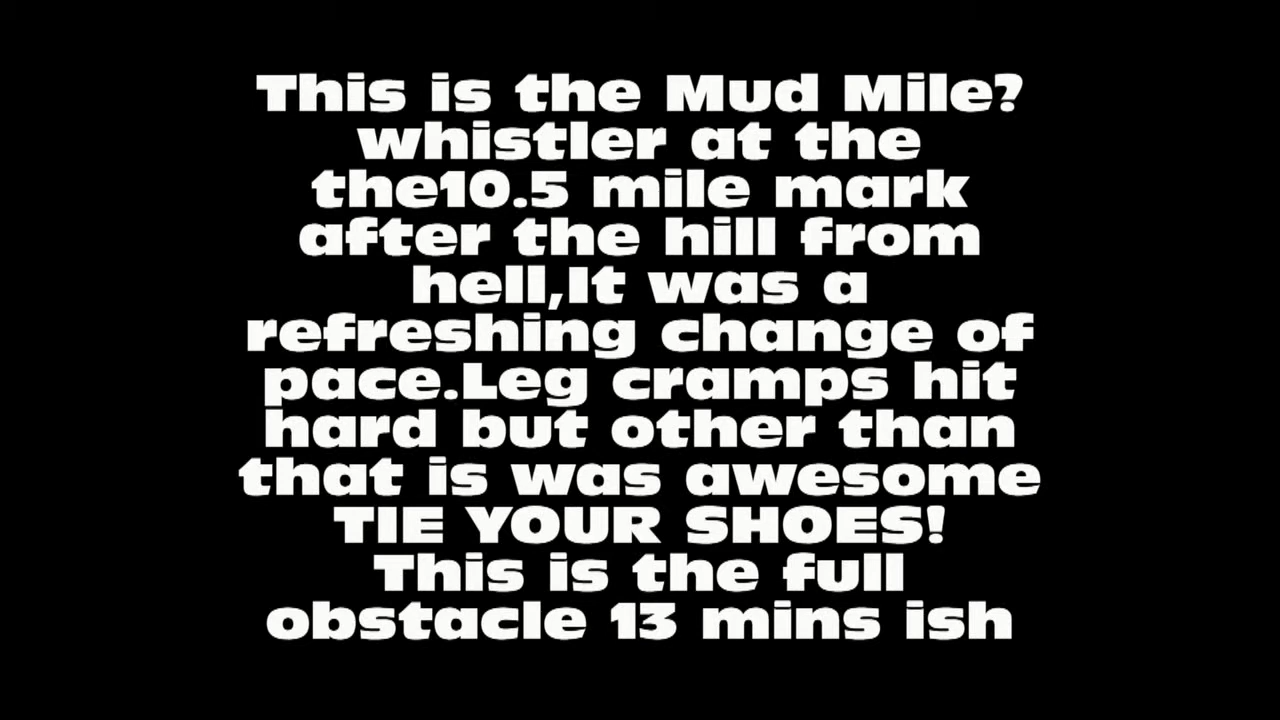 This is the Mud Mile?
whistler at the
the10.5 mile mark
after the hill from
hell,It was a
refreshing change of
pace.Leg cramps hit
hard but other than
that is was awesome
TIE YOUR SHOES!
This is the full
obstacle 13 mins ish